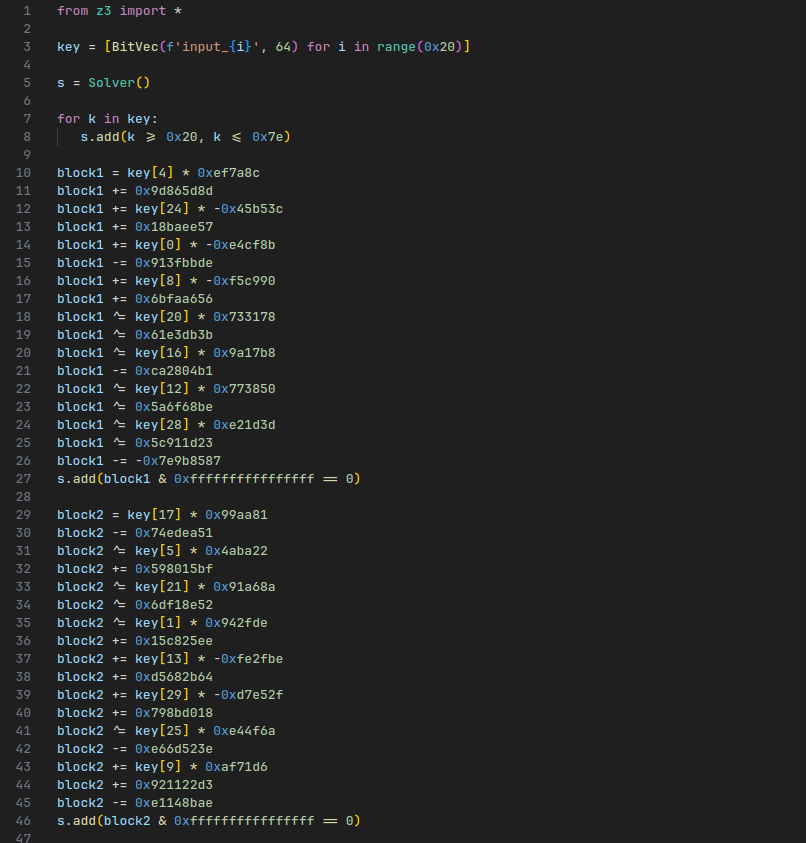 1 from z3 import *
2
3 key = [BitVec(f'input_{i}', 64) for i in range(0x20)]
4
5 s = Solver()
6
7 for k in key:
8 s.add(k >= 0x20, k <= 0x7e)
9
10 block1 = key[4] * 0xef7a8c
11 block1 += 0x9d865d8d
12 block1 += key[24] * -0x45b53c
13 block1 += 0x18baee57
14 block1 += key[0] * -0xe4cf8b
15 block1 -= 0x913fbbde
16 block1 += key[8] * -0xf5c990
17 block1 += 0x6bfaa656
18 block1 ^= key[20] * 0x733178
19 block1 ^= 0x61e3db3b
20 block1 ^= key[16] * 0x9a17b8
21 block1 -= 0xca2804b1
22 block1 ^= key[12] * 0x773850
23 block1 ^= 0x5a6f68be
24 block1 ^= key[28] * 0xe21d3d
25 block1 ^= 0x5c911d23
26 block1 -= -0x7e9b8587
27 s.add(block1 & 0xffffffffffffffff == 0)
28
29 block2 = key[17] * 0x99aa81
30 block2 -= 0x74edea51
31 block2 ^= key[5] * 0x4aba22
32 block2 += 0x598015bf
33 block2 ^= key[21] * 0x91a68a
34 block2 ^= 0x6df18e52
35 block2 ^= key[1] * 0x942fde
36 block2 += 0x15c825ee
37 block2 += key[13] * -0xfe2fbe
38 block2 += 0xd5682b64
39 block2 += key[29] * -0xd7e52f
40 block2 += 0x798bd018
41 block2 ^= key[25] * 0xe44f6a
42 block2 -= 0xe66d523e
43 block2 += key[9] * 0xaf71d6
44 block2 += 0x921122d3
45 block2 -= 0xe1148bae
46 s.add(block2 & 0xffffffffffffffff == 0)
47